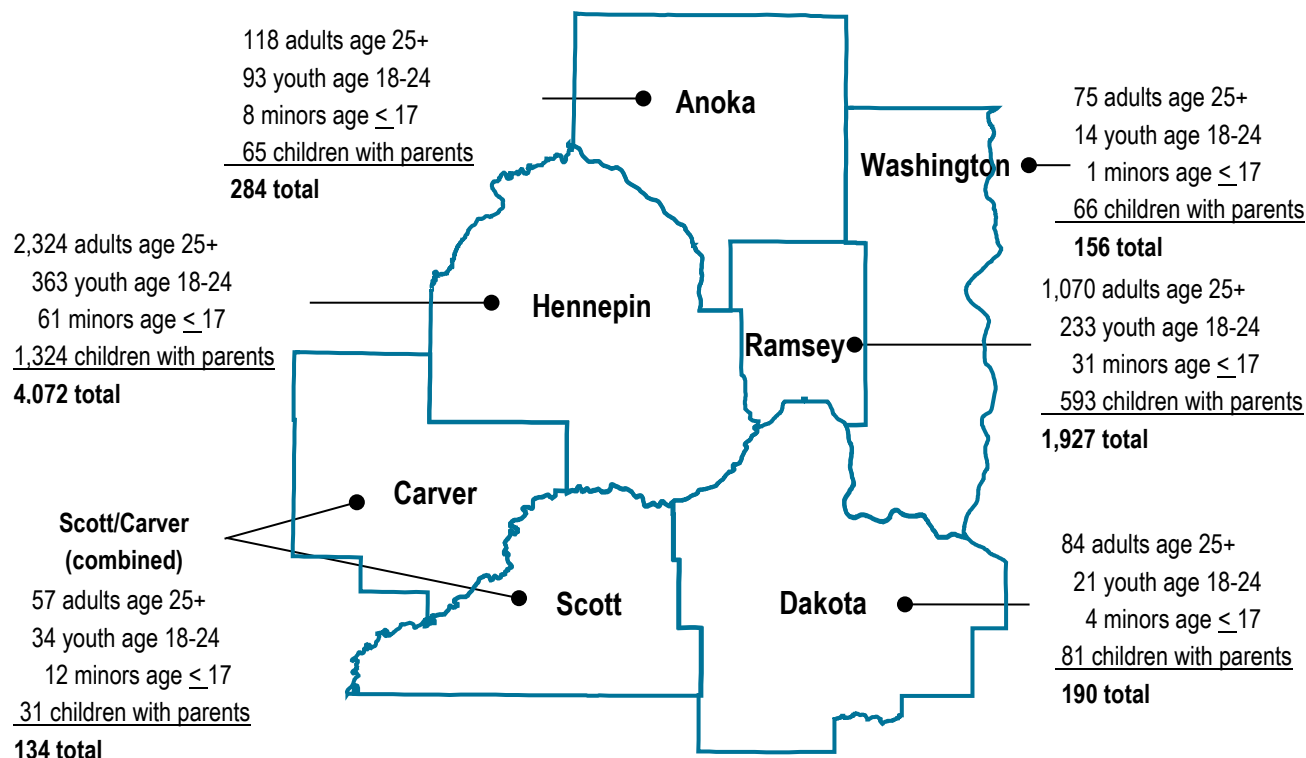 118 adults age 25+
93 youth age 18-24
8 minors age < 17
65 children with parents
284 total
Anoka
75 adults age 25+
14 youth age 18-24
1 minors age < 17
66 children with parents
156 total
Washington
2,324 adults age 25+
363 youth age 18-24
61 minors age < 17
1,324 children with parents
4,072 total
Hennepin
Ramsey
1,070 adults age 25+
233 youth age 18-24
31 minors age < 17
593 children with parents
1,927 total
Carver
Scott/Carver
(combined)
57 adults age 25+
34 youth age 18-24
12 minors age < 17
31 children with parents
134 total
Scott
Dakota
84 adults age 25+
21 youth age 18-24
4 minors age < 17
81 children with parents
190 total